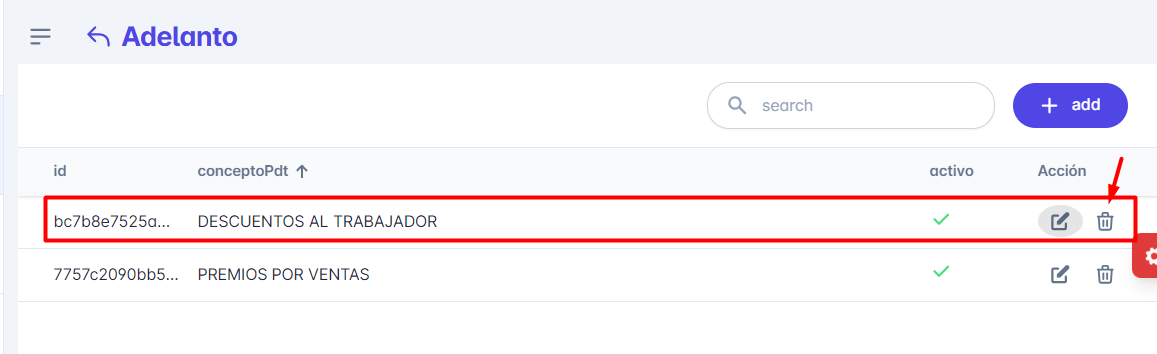 Adelanto
search
add
id conceptoPdt activo Acción
bc7b8e7525a... DESCUENTOS AL TRABAJADOR
7757c2090bb5... PREMIOS POR VENTAS